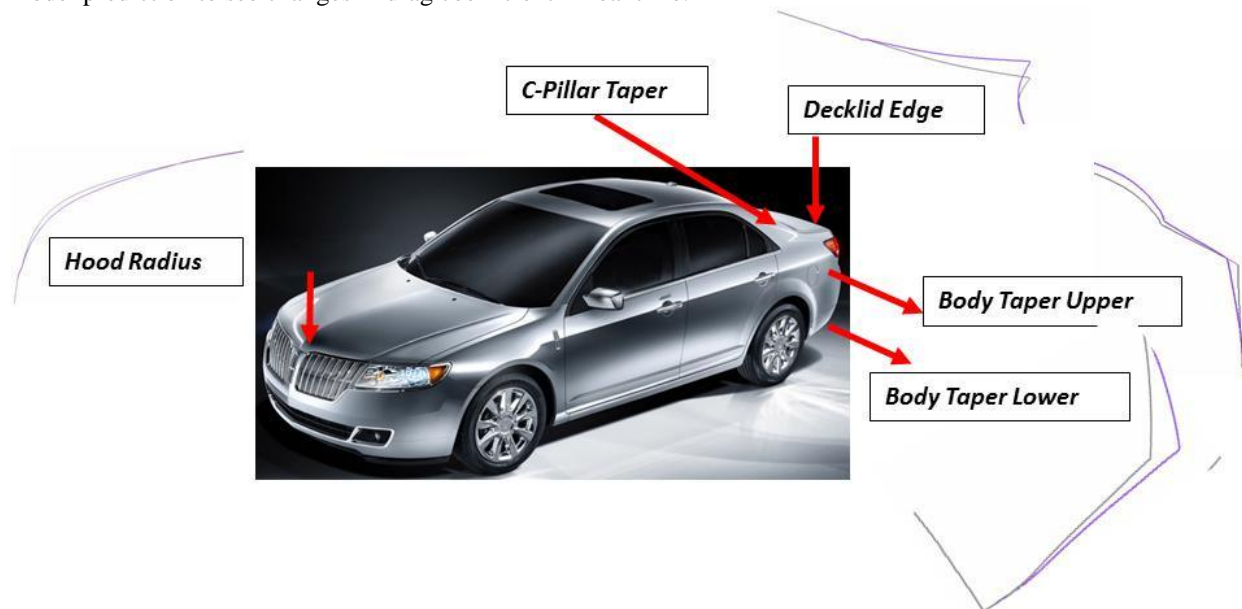 C-Pillar Taper
Decklid Edge
Hood Radius
Body Taper Upper
Body Taper Lower